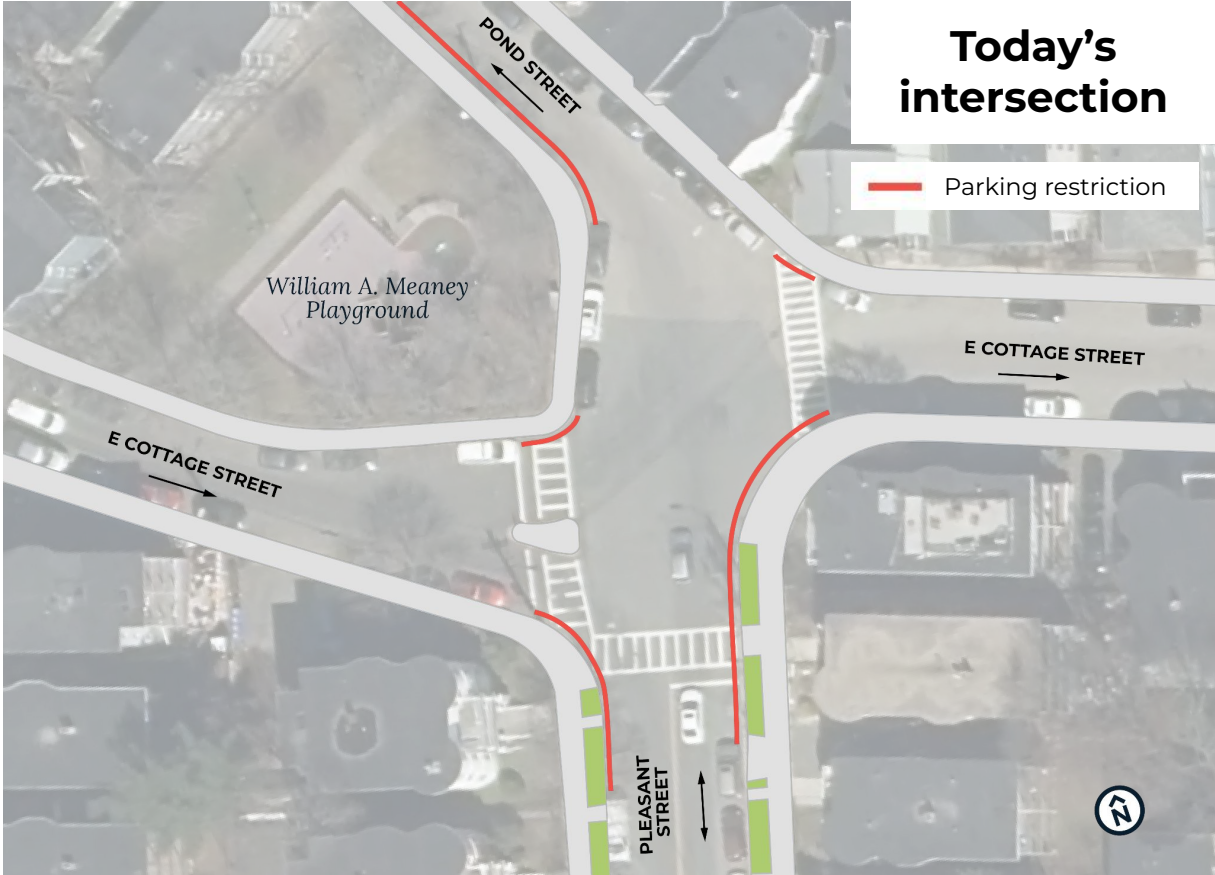 Today’s
intersection
Parking restriction
POND STREET
William A. Meaney
Playground
E COTTAGE STREET
E COTTAGE STREET
PLEASANT
STREET
N